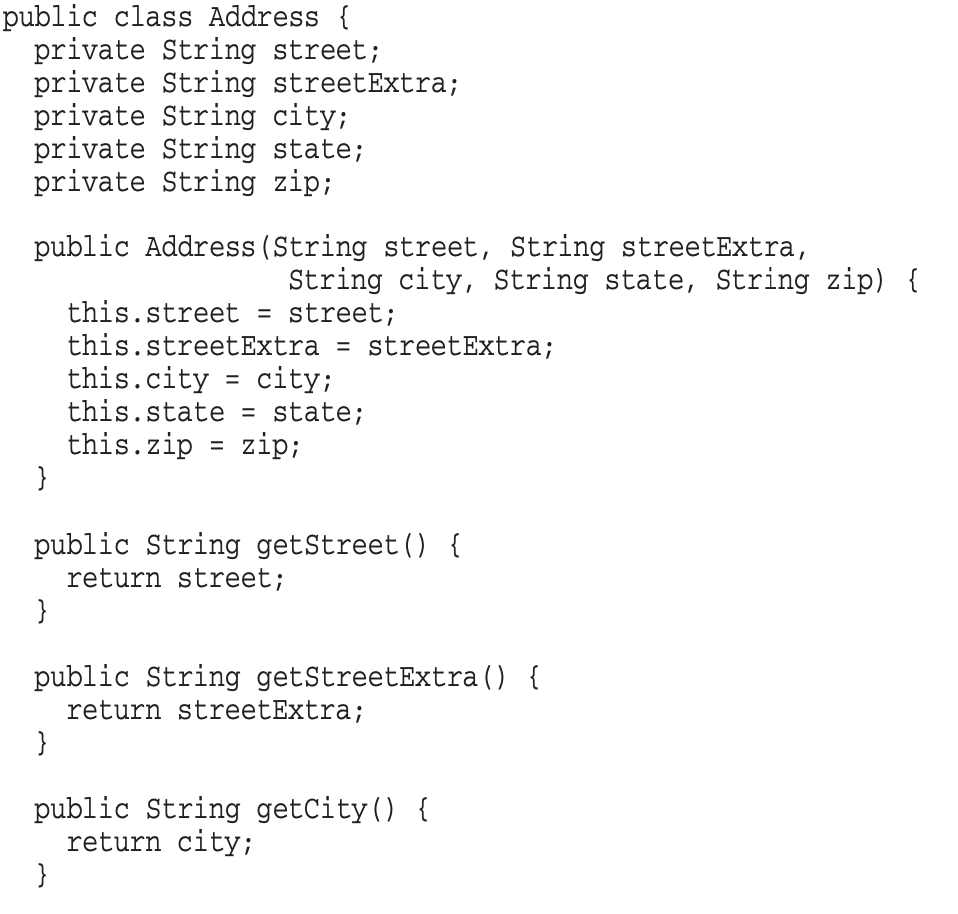 public class Address {
  private String street;
  private String streetExtra;
  private String city;
  private String state;
  private String zip;

  public Address(String street, String streetExtra,
                  String city, String state, String zip) {
    this.street = street;
    this.streetExtra = streetExtra;
    this.city = city;
    this.state = state;
    this.zip = zip;
  }

  public String getStreet() {
    return street;
  }

  public String getStreetExtra() {
    return streetExtra;
  }

  public String getCity() {
    return city;
  }